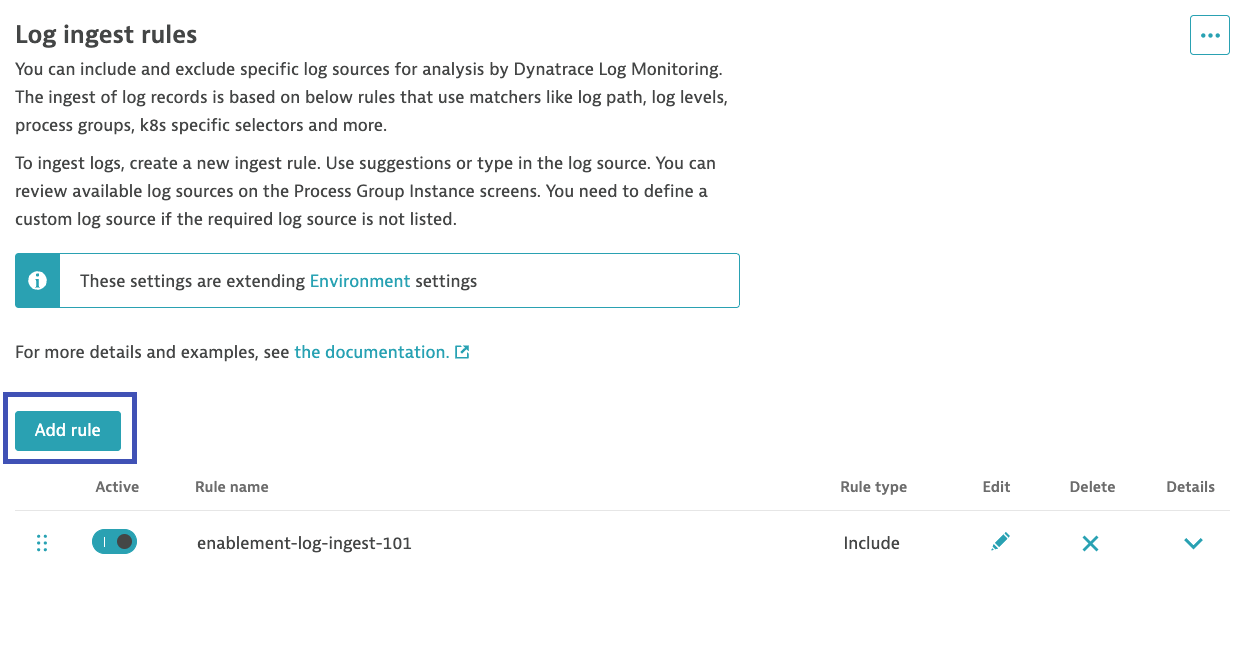 Log ingest rules
You can include and exclude specific log sources for analysis by Dynatrace Log Monitoring.
The ingest of log records is based on below rules that use matchers like log path, log levels,
process groups, k8s specific selectors and more.
To ingest logs, create a new ingest rule. Use suggestions or type in the log source. You can
review available log sources on the Process Group Instance screens. You need to define a
custom log source if the required log source is not listed.
These settings are extending Environment settings
For more details and examples, see the documentation.
Add rule
Active Rule name Rule type Edit Delete Details
enablement-log-ingest-101 Include